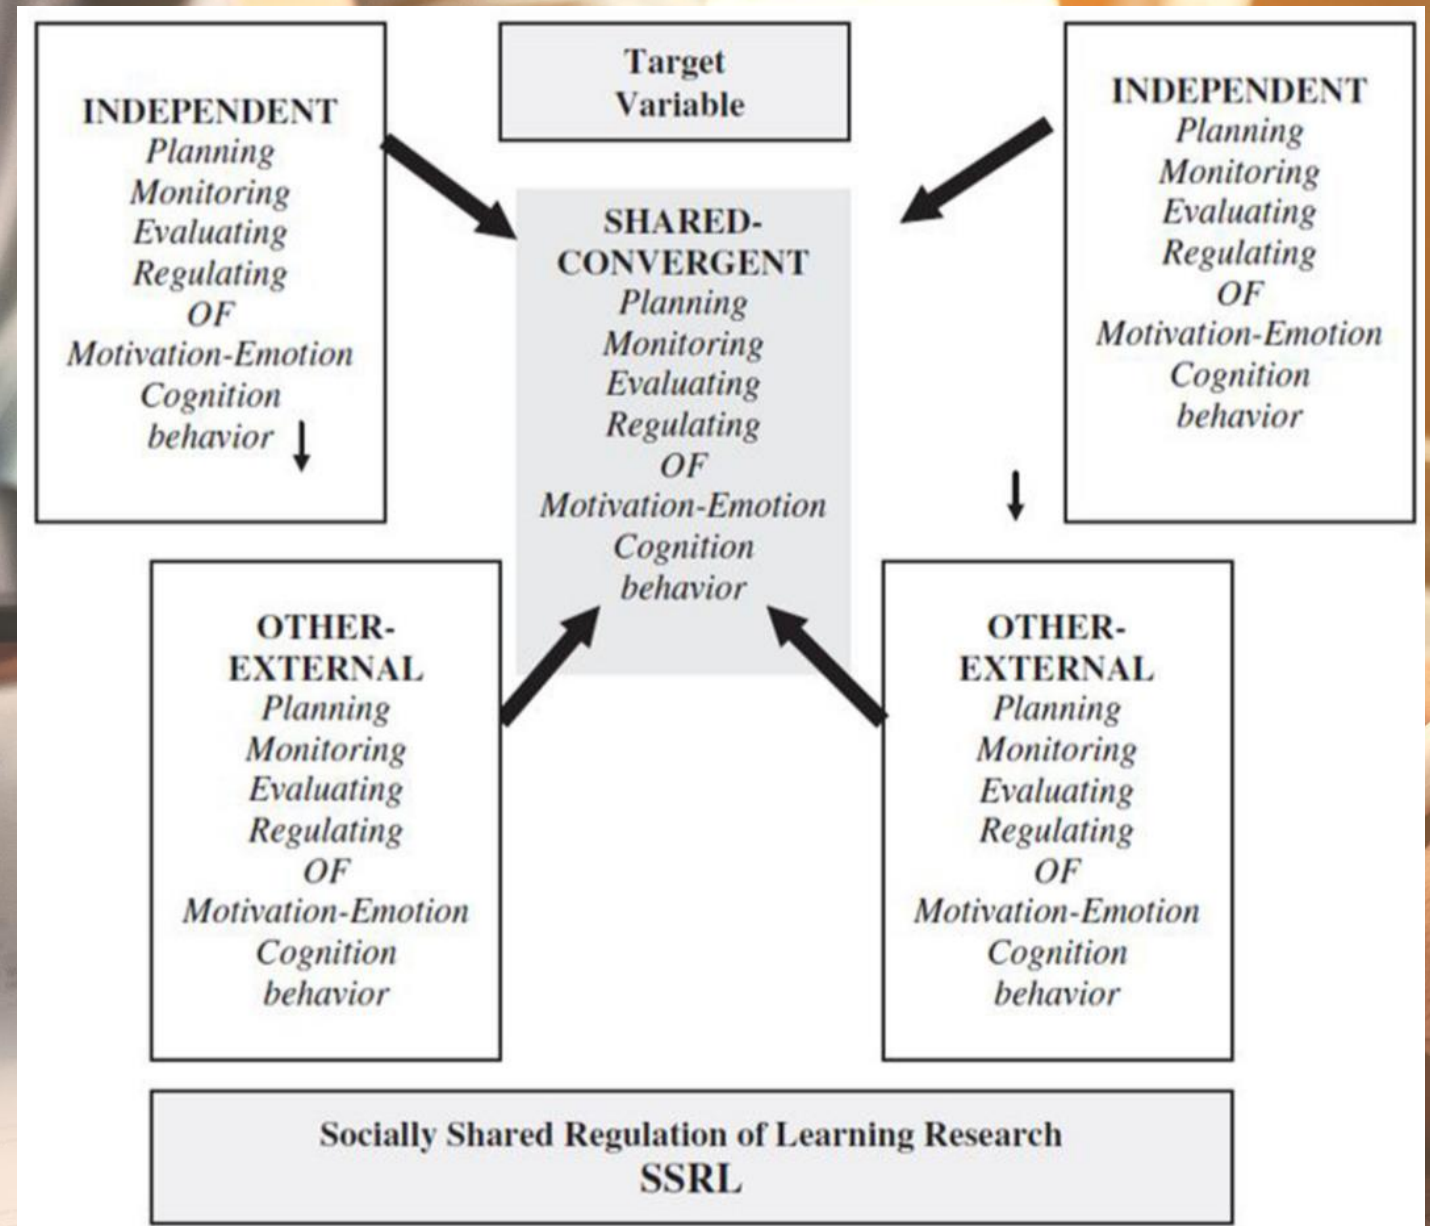 Target
Variable
INDEPENDENT
Planning
Monitoring
Evaluating
Regulating
OF
Motivation-Emotion
Cognition
behavior
SHARED-
CONVERGENT
Planning
Monitoring
Evaluating
Regulating
OF
Motivation-Emotion
Cognition
behavior
INDEPENDENT
Planning
Monitoring
Evaluating
Regulating
OF
Motivation-Emotion
Cognition
behavior
OTHER-
EXTERNAL
Planning
Monitoring
Evaluating
Regulating
OF
Motivation-Emotion
Cognition
behavior
OTHER-
EXTERNAL
Planning
Monitoring
Evaluating
Regulating
OF
Motivation-Emotion
Cognition
behavior
Socially Shared Regulation of Learning Research
SSRL